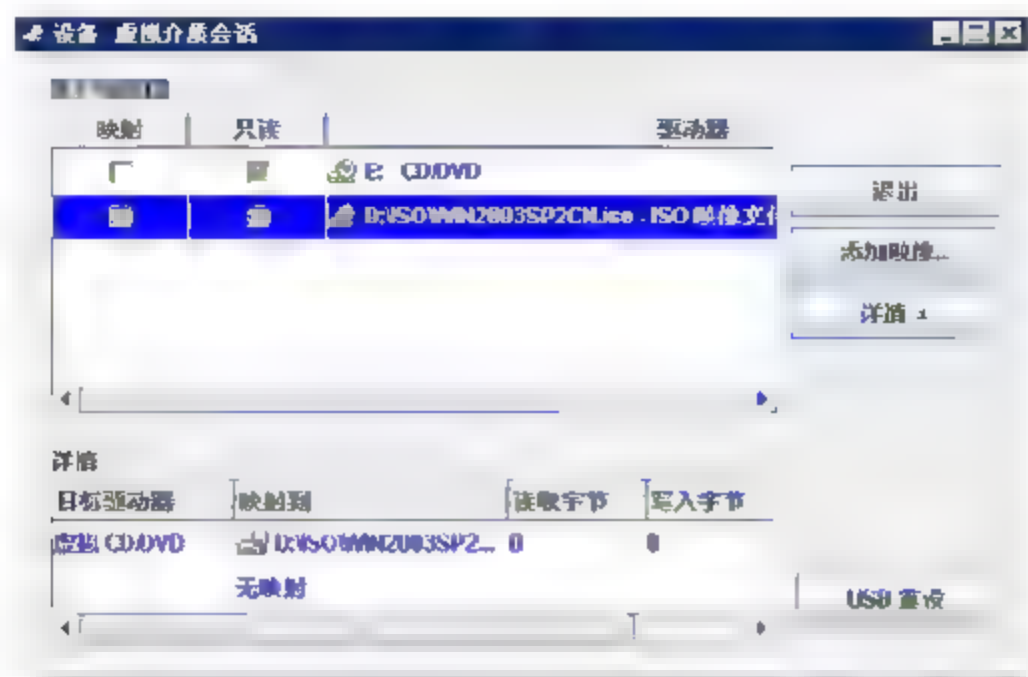 设备 虚拟介质会话
映射 只读 驱动器
E: CD/DVD
退出
D:\ISO\WIN2003SP2CN.iso - ISO 映像文件
添加映像...
详情
详情
目标驱动器 映射到 读取字节 写入字节
虚拟 CD/DVD D:\ISO\WIN2003SP2... 0 0
无映射
USB 重设